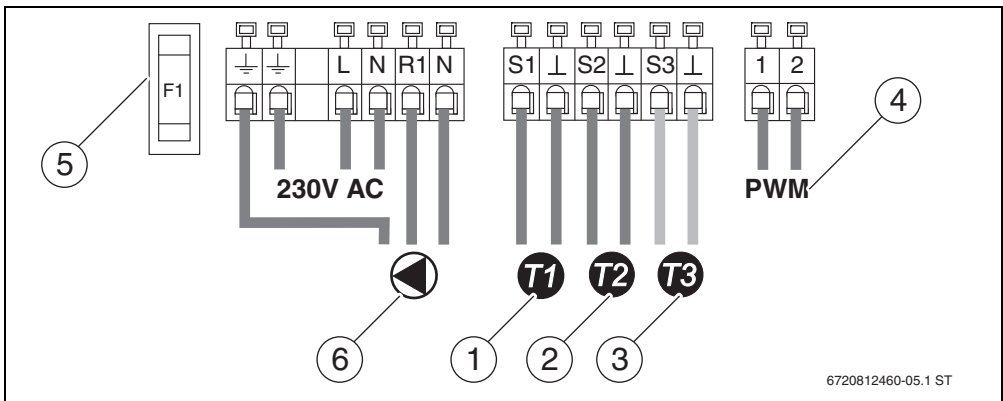 F1
L N R1 N
S1 ⊥ S2 ⊥ S3 ⊥
1 2
4
5
230V AC
PWM
T1
T2
T3
6
1
2
3
6720812460-05.1 ST